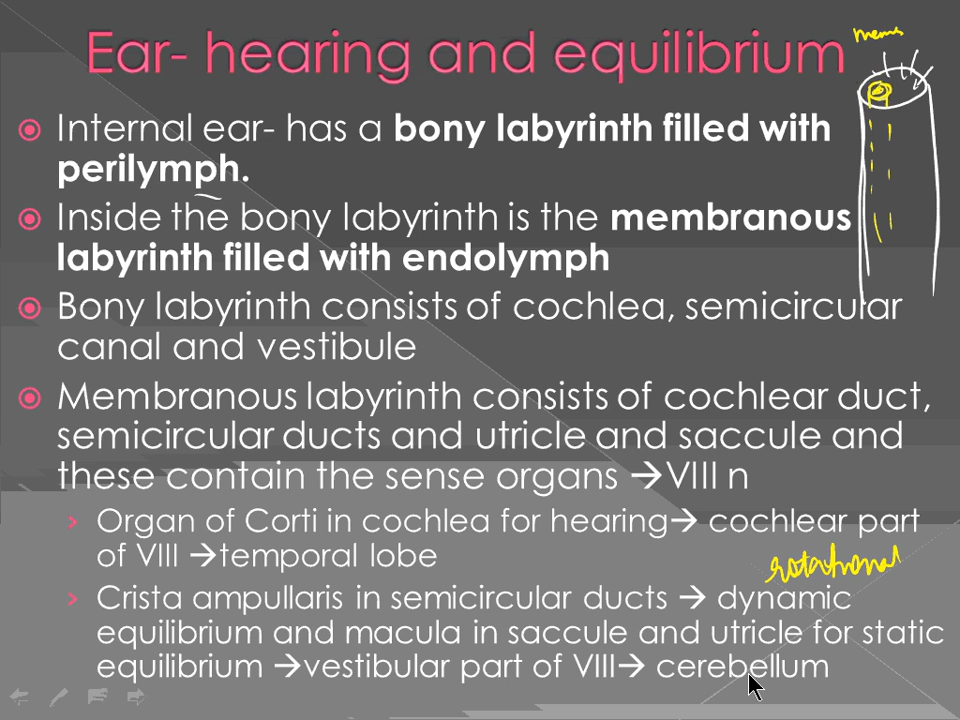 Ear- hearing and equilibrium
Internal ear- has a bony labyrinth filled with
perilymph.
Inside the bony labyrinth is the membranous
labyrinth filled with endolymph
Bony labyrinth consists of cochlea, semicircular
canal and vestibule
Membranous labyrinth consists of cochlear duct,
semicircular ducts and utricle and saccule and
these contain the sense organs →VIII n
› Organ of Corti in cochlea for hearing→ cochlear part
of VIII →temporal lobe
rotational
› Crista ampullaris in semicircular ducts → dynamic
equilibrium and macula in saccule and utricle for static
equilibrium →vestibular part of VIII→ cerebellum